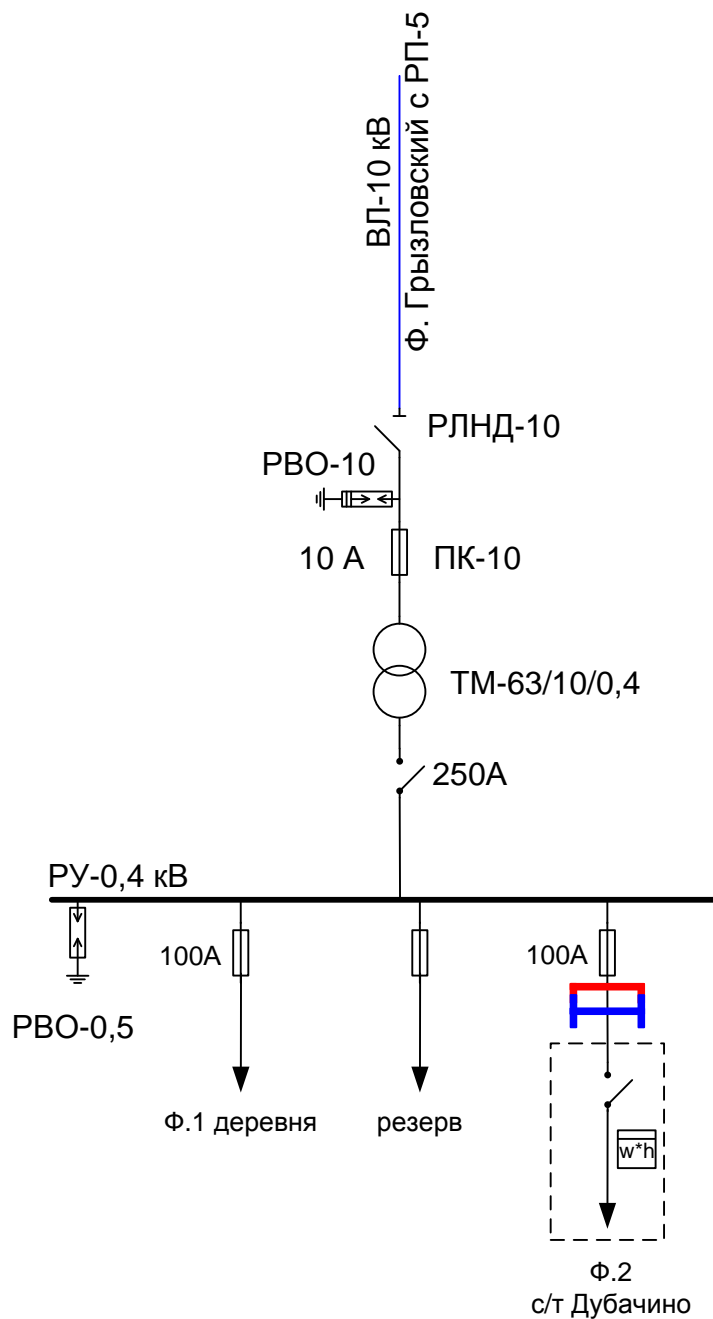 ВЛ-10 кВ
Ф. Грызловский с РП-5
РЛНД-10
РВО-10
10 А
ПК-10
ТМ-63/10/0,4
250А
РУ-0,4 кВ
100А
100А
РВО-0,5
Ф.1 деревня
резерв
w*h
Ф.2
с/т Дубачино